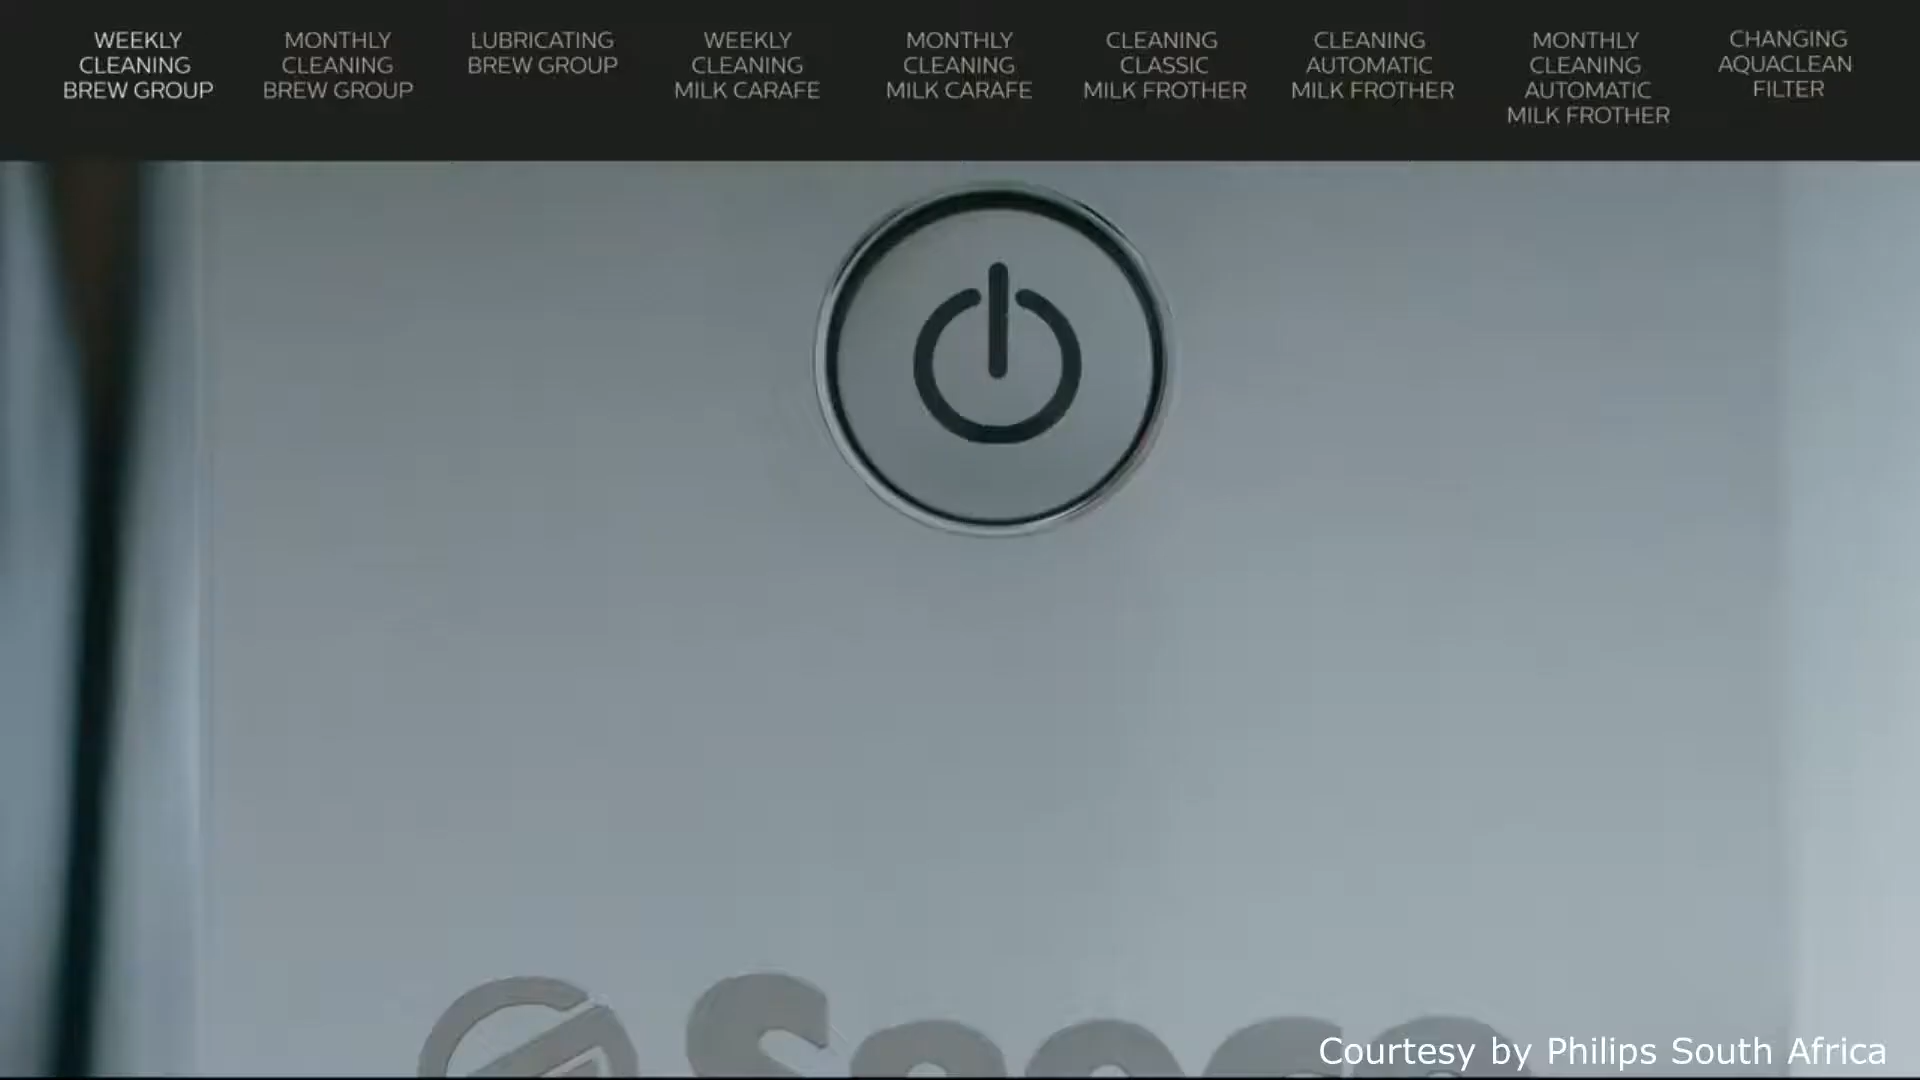 WEEKLY
CLEANING
BREW GROUP
MONTHLY
CLEANING
BREW GROUP
LUBRICATING
BREW GROUP
WEEKLY
CLEANING
MILK CARAFE
MONTHLY
CLEANING
MILK CARAFE
CLEANING
CLASSIC
MILK FROTHER
CLEANING
AUTOMATIC
MILK FROTHER
MONTHLY
CLEANING
AUTOMATIC
MILK FROTHER
CHANGING
AQUACLEAN
FILTER
Saeco
Courtesy by Philips South Africa